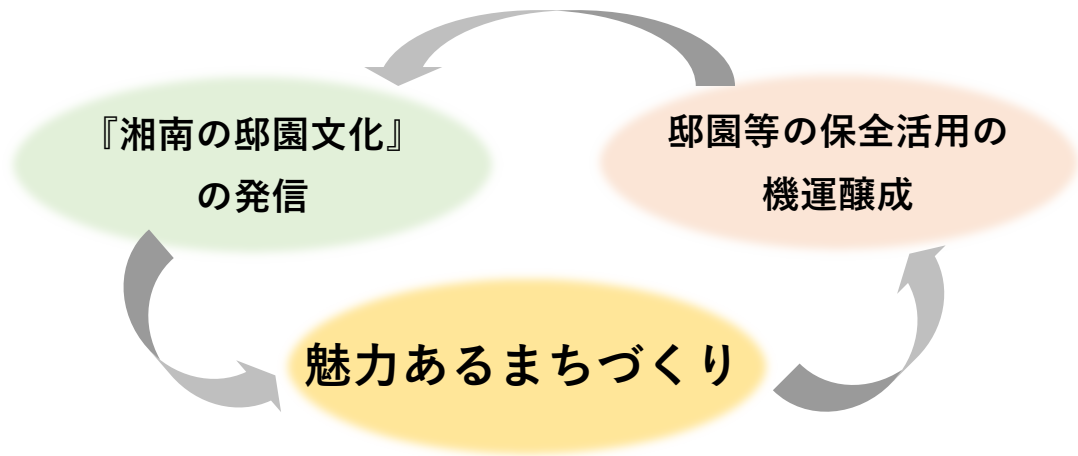 『湘南の邸園文化』
の発信
邸園等の保全活用の
機運醸成
魅力あるまちづくり